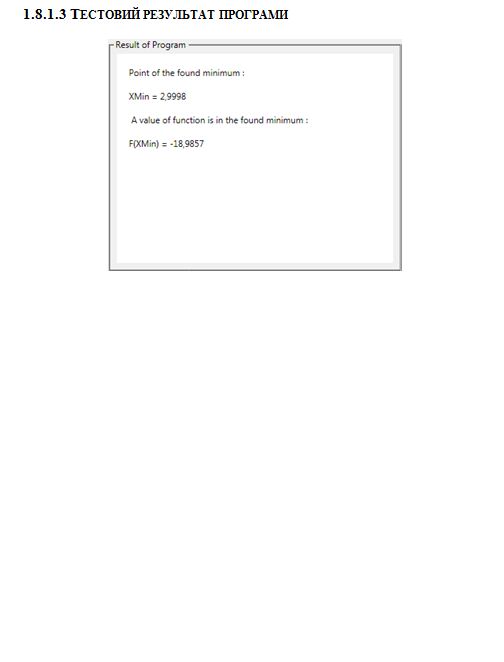 1.8.1.3 ТЕСТОВИЙ РЕЗУЛЬТАТ ПРОГРАМИ
Result of Program
Point of the found minimum :
XMin = 2,9998
A value of function is in the found minimum :
F(XMin) = -18,9857